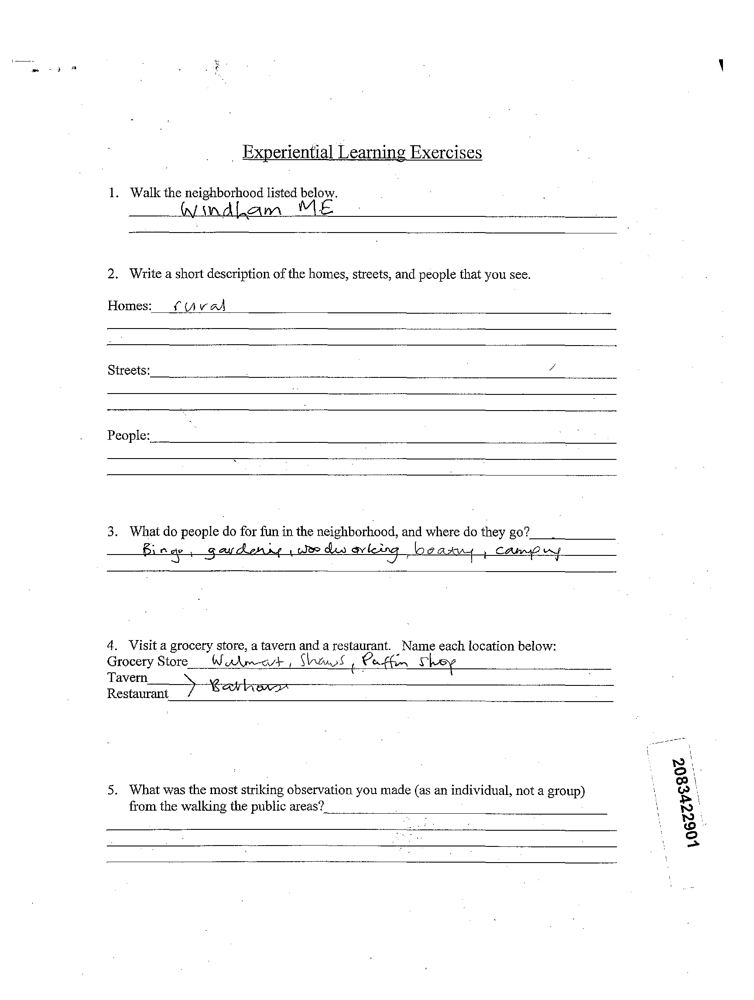 Experiential Learning Exercises
1. Walk the neighborhood listed below.
Windham ME
2. Write a short description of the homes, streets, and people that you see.
Homes: rural
Streets:
People:
3. What do people do for fun in the neighborhood, and where do they go?
Bingo, gardening, woodworking, boating, camping
4. Visit a grocery store, a tavern and a restaurant. Name each location below:
Grocery Store Walmart, Shaws, Puffin Shop
Tavern
Restaurant
5. What was the most striking observation you made (as an individual, not a group)
from the walking the public areas?
2083422901